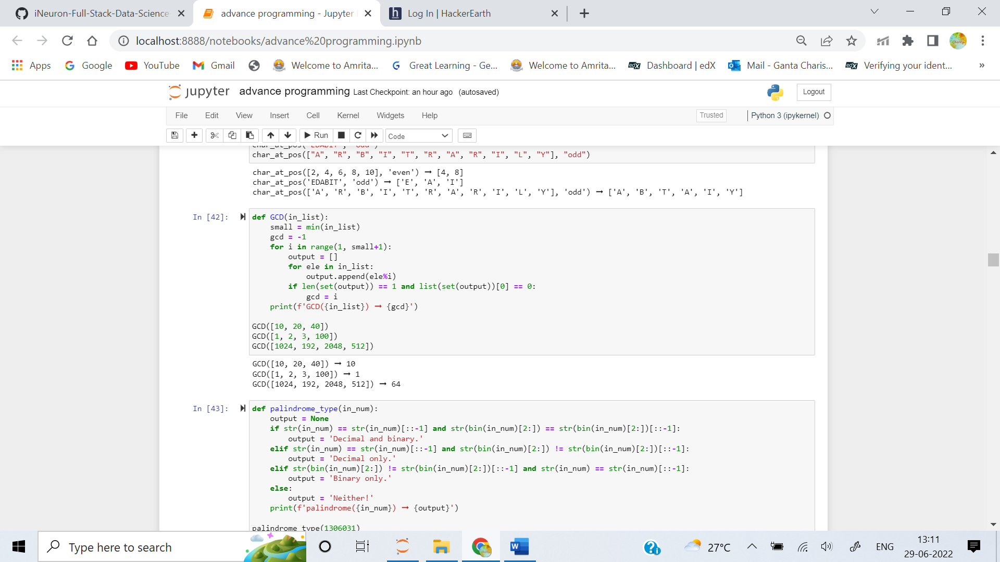 iNeuron-Full-Stack-Data-Science
advance programming - Jupyter
Log In | HackerEarth
localhost:8888/notebooks/advance%20programming.ipynb
Apps Google YouTube Gmail Welcome to Amrita... Great Learning - Ge... Welcome to Amrita... Dashboard | edX Mail - Ganta Charis... Verifying your ident... »
jupyter advance programming Last Checkpoint: an hour ago (autosaved) Logout
File Edit View Insert Cell Kernel Widgets Help Trusted Python 3 (ipykernel)
Run Code
char_at_pos("EDABIT", "odd")
char_at_pos(["A", "R", "B", "I", "T", "R", "A", "R", "I", "L", "Y"], "odd")
char_at_pos([2, 4, 6, 8, 10], 'even') ➞ [4, 8]
char_at_pos('EDABIT', 'odd') ➞ ['E', 'A', 'I']
char_at_pos(['A', 'R', 'B', 'I', 'T', 'R', 'A', 'R', 'I', 'L', 'Y'], 'odd') ➞ ['A', 'B', 'T', 'A', 'I', 'Y']
In [42]: def GCD(in_list):
small = min(in_list)
gcd = -1
for i in range(1, small+1):
output = []
for ele in in_list:
output.append(ele%i)
if len(set(output)) == 1 and list(set(output))[0] == 0:
gcd = i
print(f'GCD({in_list}) ➞ {gcd}')
GCD([10, 20, 40])
GCD([1, 2, 3, 100])
GCD([1024, 192, 2048, 512])
GCD([10, 20, 40]) ➞ 10
GCD([1, 2, 3, 100]) ➞ 1
GCD([1024, 192, 2048, 512]) ➞ 64
In [43]: def palindrome_type(in_num):
output = None
if str(in_num) == str(in_num)[::-1] and str(bin(in_num)[2:]) == str(bin(in_num)[2:])[::-1]:
output = 'Decimal and binary.'
elif str(in_num) == str(in_num)[::-1] and str(bin(in_num)[2:]) != str(bin(in_num)[2:])[::-1]:
output = 'Decimal only.'
elif str(bin(in_num)[2:]) != str(bin(in_num)[2:])[::-1] and str(in_num) == str(in_num)[::-1]:
output = 'Binary only.'
else:
output = 'Neither!'
print(f'palindrome({in_num}) ➞ {output}')
palindrome_type(1306031)
Type here to search
27°C
ENG
13:11
29-06-2022